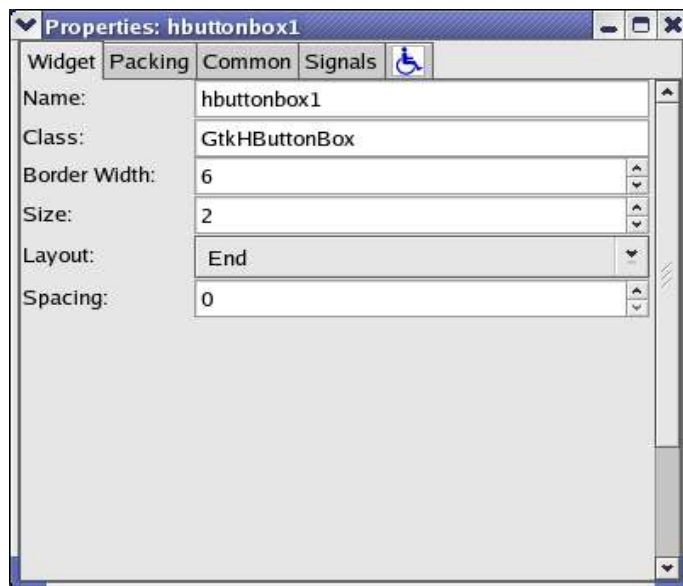 Properties: hbuttonbox1
Widget Packing Common Signals
Name: hbuttonbox1
Class: GtkHButtonBox
Border Width: 6
Size: 2
Layout: End
Spacing: 0